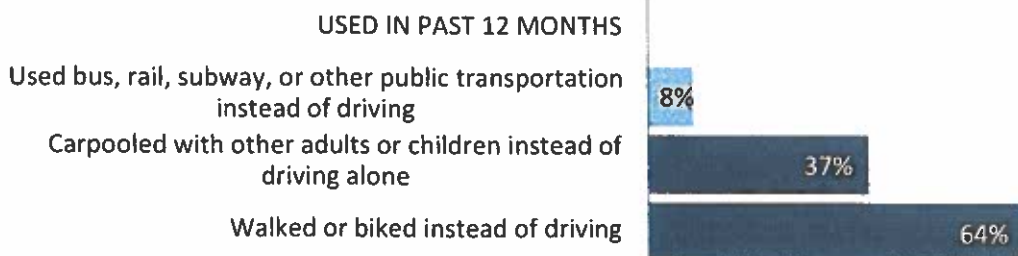 USED IN PAST 12 MONTHS
Used bus, rail, subway, or other public transportation
instead of driving
8%
Carpooled with other adults or children instead of
driving alone
37%
Walked or biked instead of driving
64%